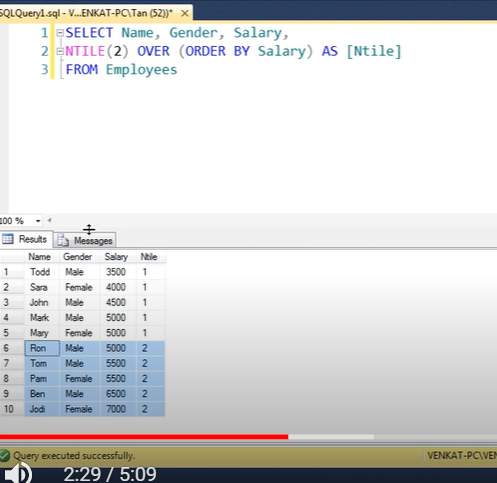 SQLQuery1.sql - V...ENKAT-PC\Tan (52))* ×
1 SELECT Name, Gender, Salary,
2 NTILE(2) OVER (ORDER BY Salary) AS [Ntile]
3 FROM Employees
100 %
Results Messages
Name Gender Salary Ntile
1 Todd Male 3500 1
2 Sara Female 4000 1
3 John Male 4500 1
4 Mark Male 5000 1
5 Mary Female 5000 1
6 Ron Male 5000 2
7 Tom Male 5500 2
8 Pam Female 5500 2
9 Ben Male 6500 2
10 Jodi Female 7000 2
Query executed successfully. VENKAT-PC\VEN
2:29 / 5:09